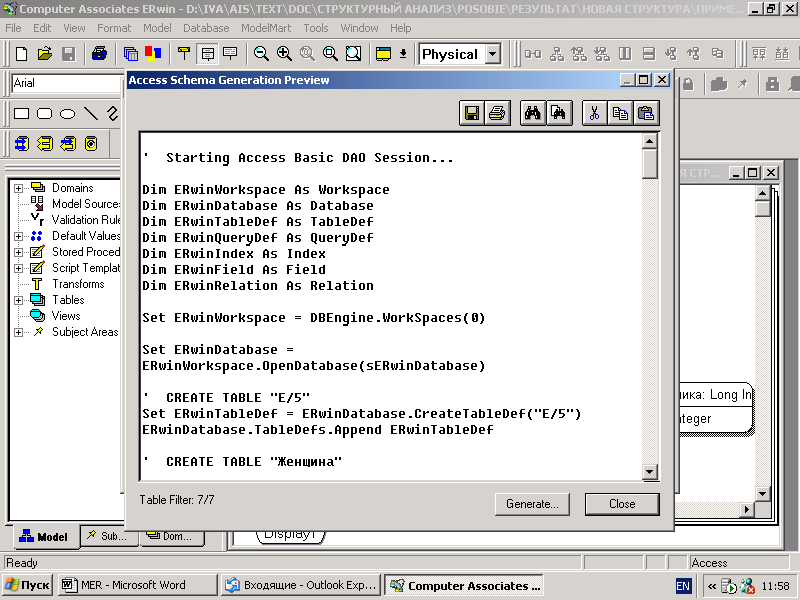 Computer Associates ERwin - D:\IVA\AIS\TEXT\DOC\СТРУКТУРНЫЙ АНАЛИЗ\POSOBIE\РЕЗУЛЬТАТ\НОВАЯ СТРУКТУРА\ПРИМЕ...
File Edit View Format Model Database ModelMart Tools Window Help
Physical
Arial
Access Schema Generation Preview
Domains
Model Source
Validation Rule
Default Values
Stored Proced
Script Templat
Transforms
Tables
Views
Subject Areas
'  Starting Access Basic DAO Session...
Dim ERwinWorkspace As Workspace
Dim ERwinDatabase As Database
Dim ERwinTableDef As TableDef
Dim ERwinQueryDef As QueryDef
Dim ERwinIndex As Index
Dim ERwinField As Field
Dim ERwinRelation As Relation
Set ERwinWorkspace = DBEngine.WorkSpaces(0)
Set ERwinDatabase =
ERwinWorkspace.OpenDatabase(sERwinDatabase)
'  CREATE TABLE "Е/5"
Set ERwinTableDef = ERwinDatabase.CreateTableDef("Е/5")
ERwinDatabase.TableDefs.Append ERwinTableDef
'  CREATE TABLE "Женщина"
Table Filter: 7/7
Generate...
Close
Я СТР...
ика: Long In
teger
Model
Sub...
Dom...
Display1
Ready
Access
Пуск
MER - Microsoft Word
Входящие - Outlook Exp...
Computer Associates ...
EN
«
11:58